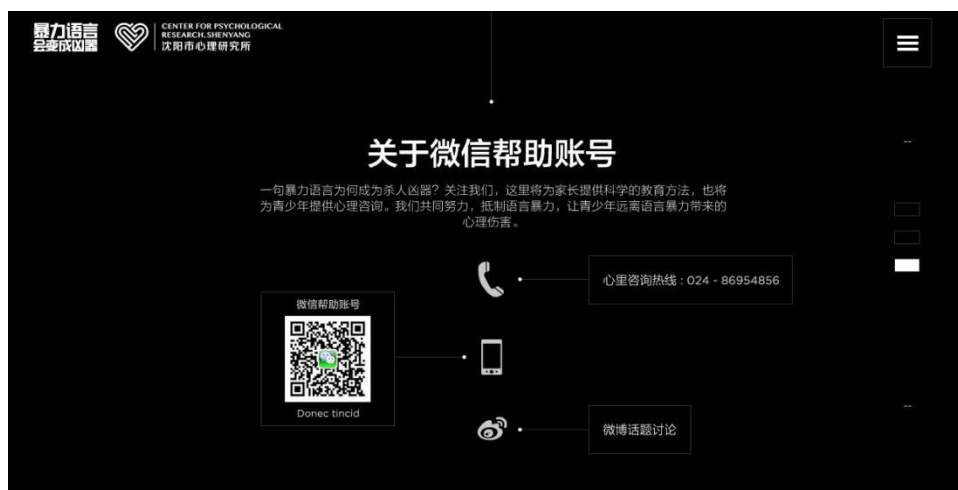 暴力语言
会变成凶器
CENTER FOR PSYCHOLOGICAL
RESEARCH.SHENYANG
沈阳市心理研究所
关于微信帮助账号
一句暴力语言为何成为杀人凶器？关注我们，这里将为家长提供科学的教育方法，也将
为青少年提供心理咨询。我们共同努力，抵制语言暴力，让青少年远离语言暴力带来的
心理伤害。
心里咨询热线 : 024 - 86954856
微信帮助账号
Donec tincid
微博话题讨论